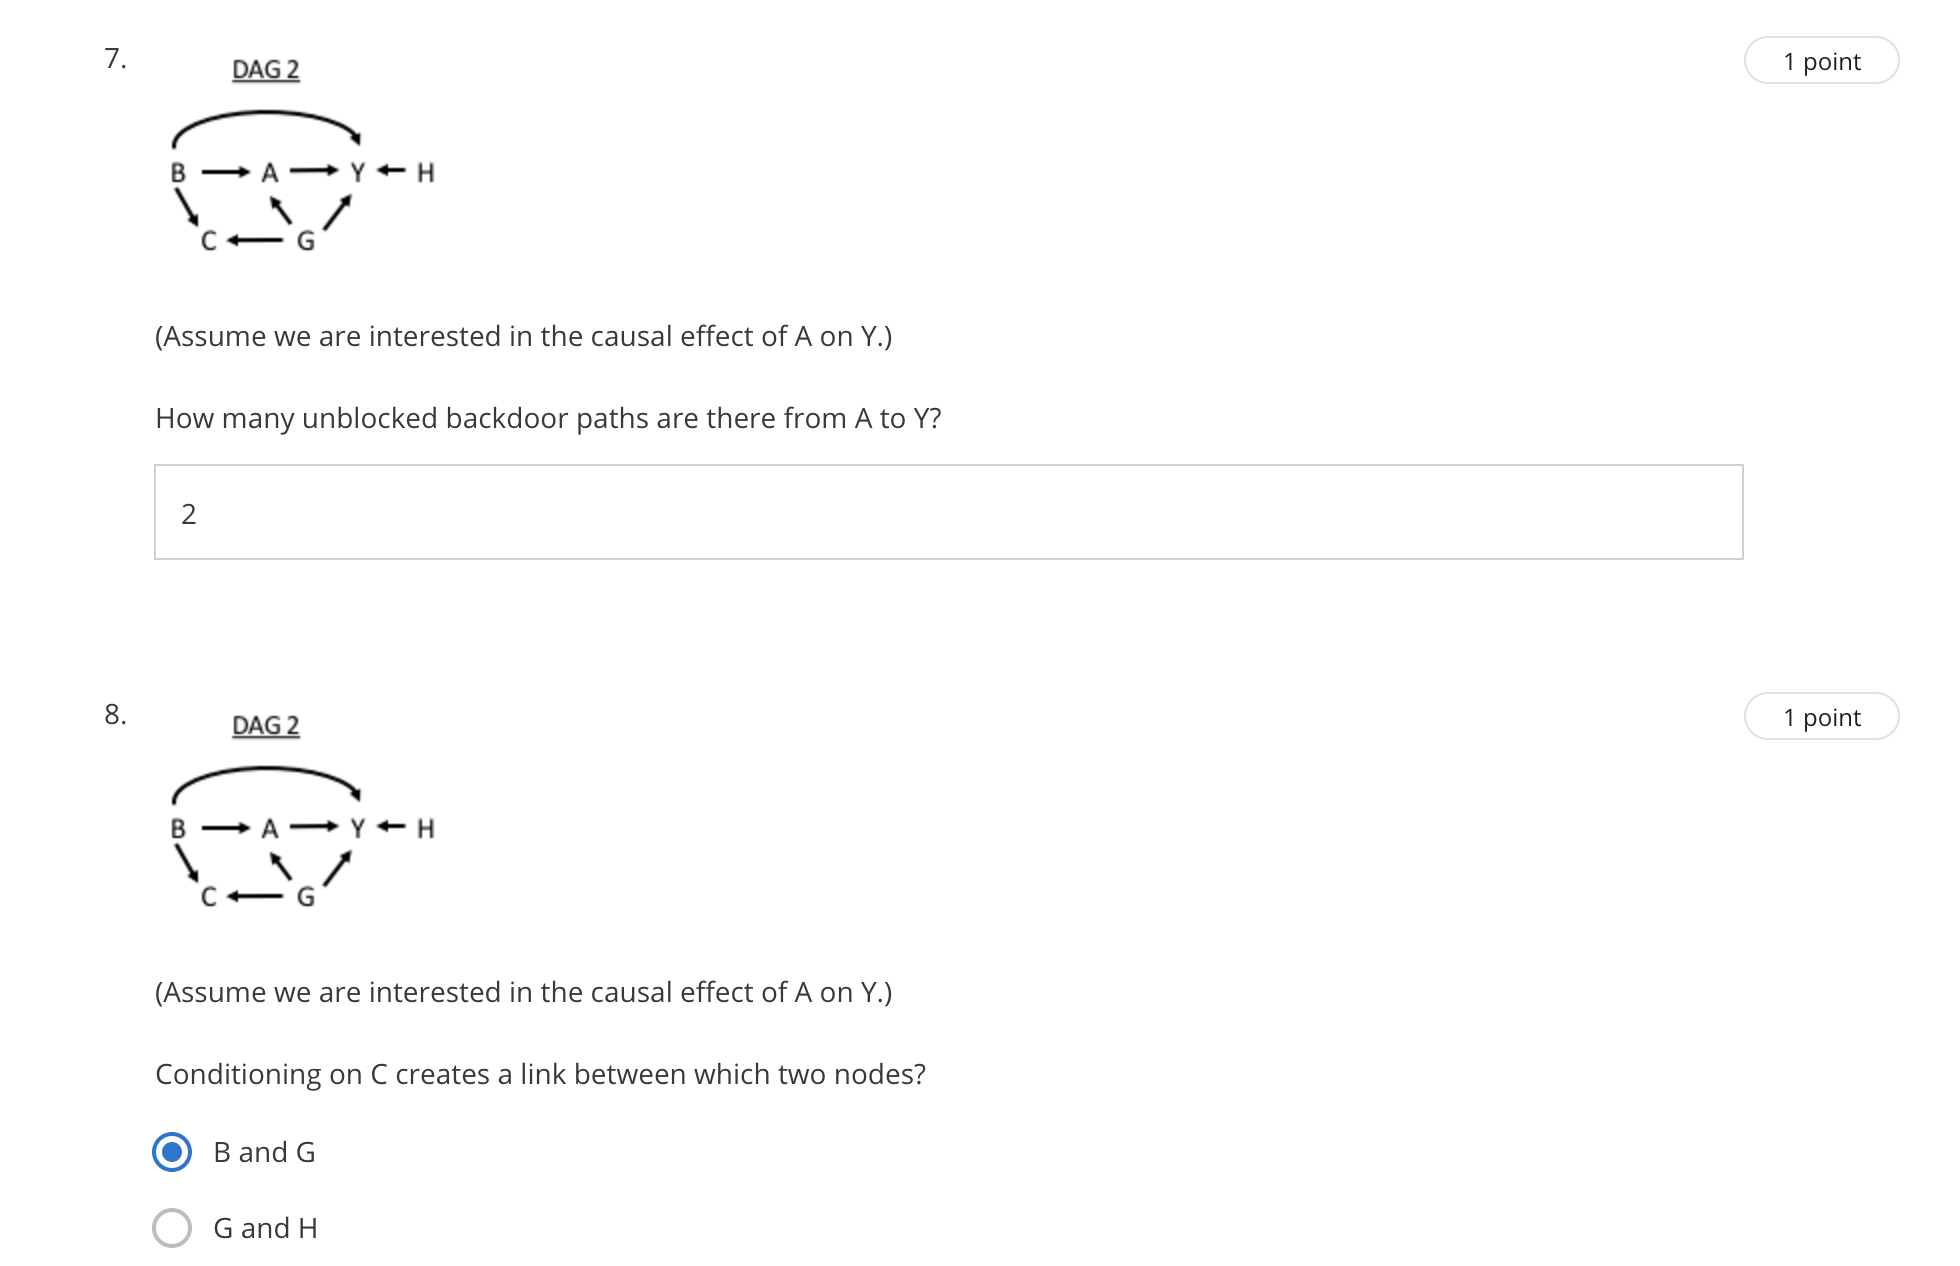 7.
1 point
DAG 2
B A Y H
C G
(Assume we are interested in the causal effect of A on Y.)
How many unblocked backdoor paths are there from A to Y?
2
8.
1 point
DAG 2
B A Y H
C G
(Assume we are interested in the causal effect of A on Y.)
Conditioning on C creates a link between which two nodes?
B and G
G and H